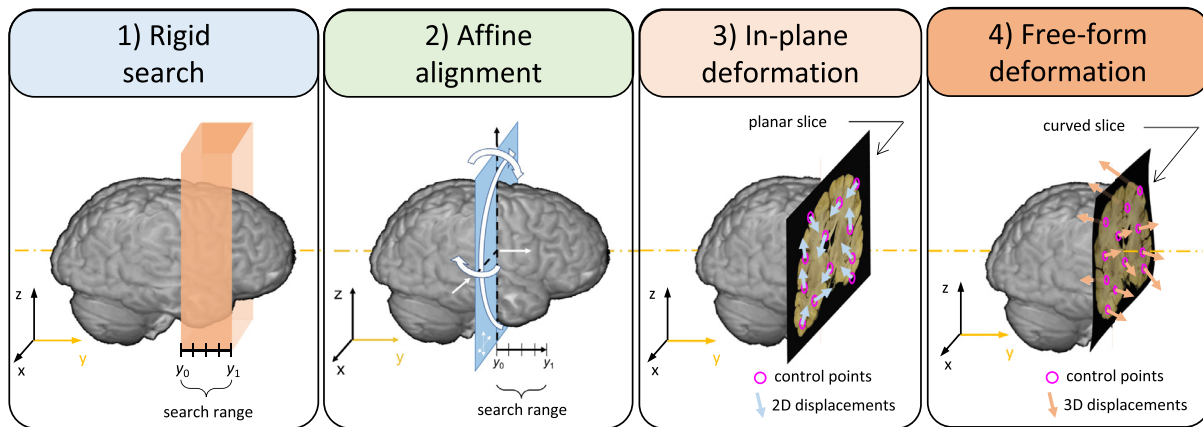 1) Rigid
search
z
y
x
y0 y1
search range
2) Affine
alignment
z
y
x
y0 y1
search range
3) In-plane
deformation
planar slice
z
y
x
control points
2D displacements
4) Free-form
deformation
curved slice
z
y
x
control points
3D displacements